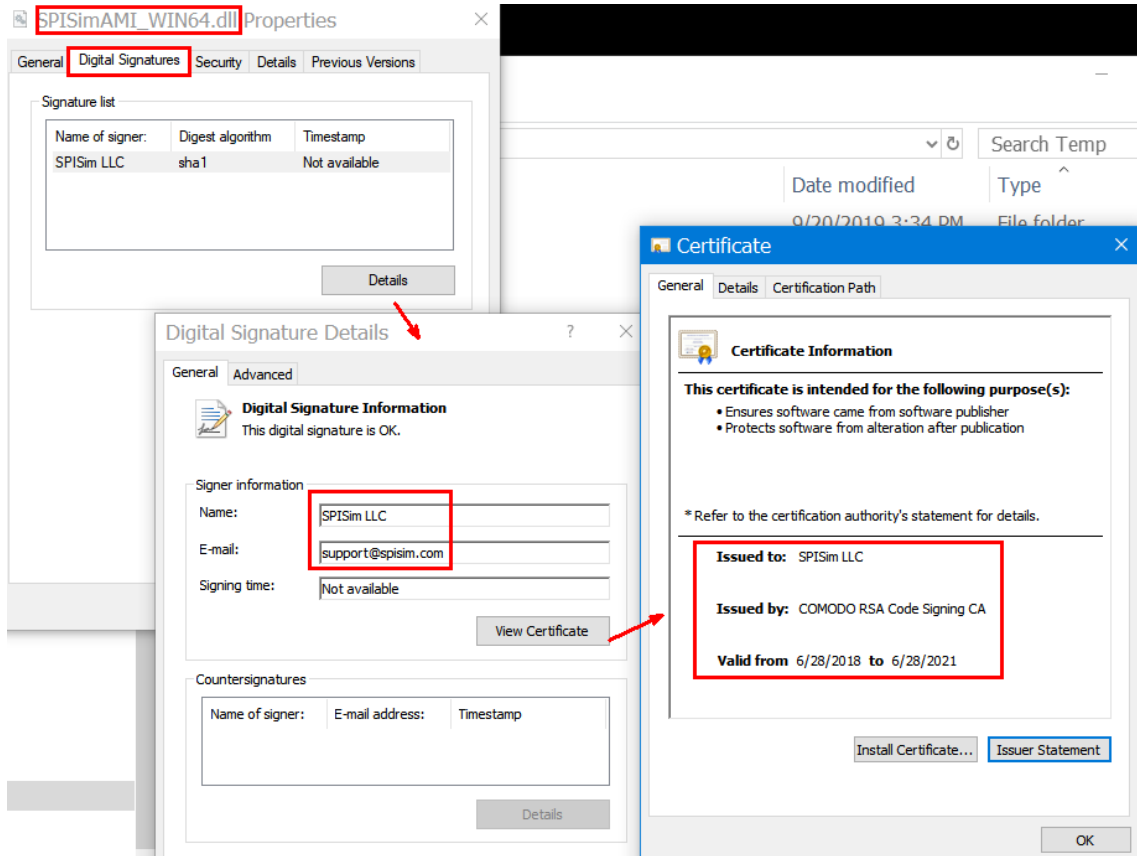 SPISimAMI_WIN64.dll Properties
General Digital Signatures Security Details Previous Versions
Signature list
Name of signer: Digest algorithm Timestamp
SPISim LLC sha1 Not available
Details
Search Temp
Date modified Type
9/20/2019 3:34 PM File folder
Digital Signature Details ?
General Advanced
Digital Signature Information
This digital signature is OK.
Signer information
Name: SPISim LLC
E-mail: support@spisim.com
Signing time: Not available
View Certificate
Countersignatures
Name of signer: E-mail address: Timestamp
Details
Certificate
General Details Certification Path
Certificate Information
This certificate is intended for the following purpose(s):
• Ensures software came from software publisher
• Protects software from alteration after publication
* Refer to the certification authority's statement for details.
Issued to: SPISim LLC
Issued by: COMODO RSA Code Signing CA
Valid from 6/28/2018 to 6/28/2021
Install Certificate... Issuer Statement
OK